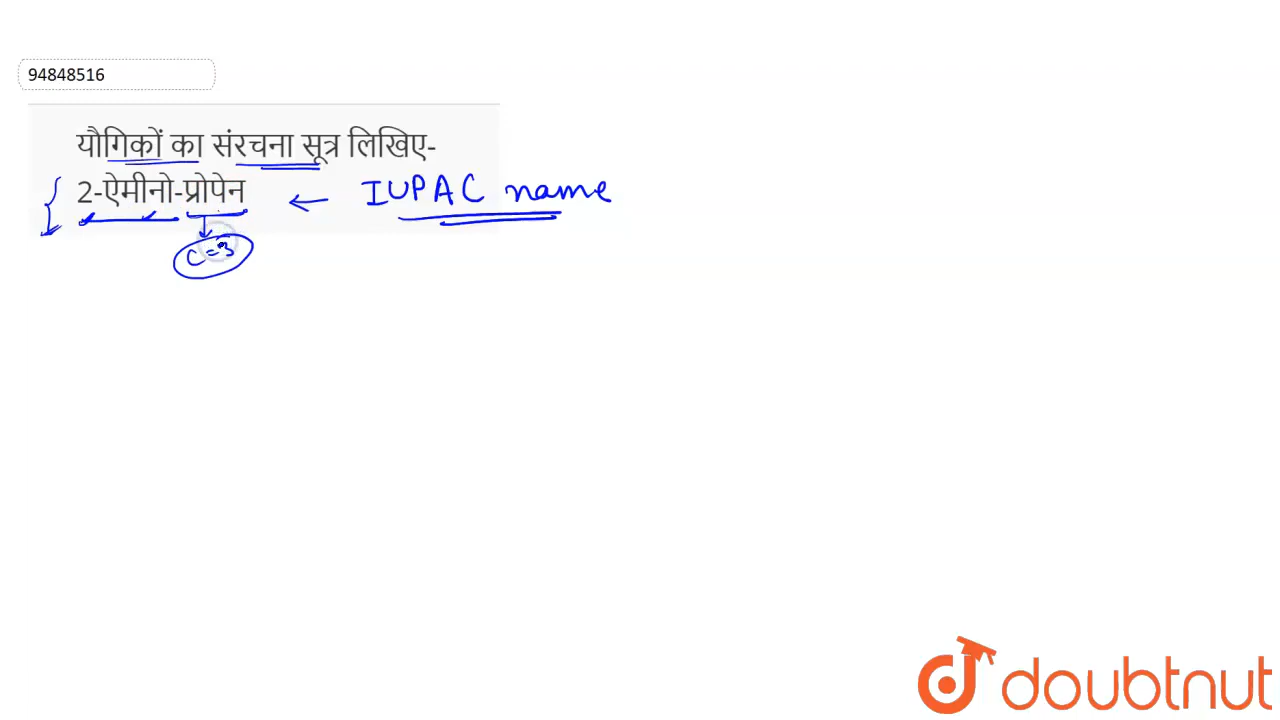 94848516
यौगिकों का संरचना सूत्र लिखिए-
2-ऐमीनो-प्रोपेन ← IUPAC name
C=3
doubtnut